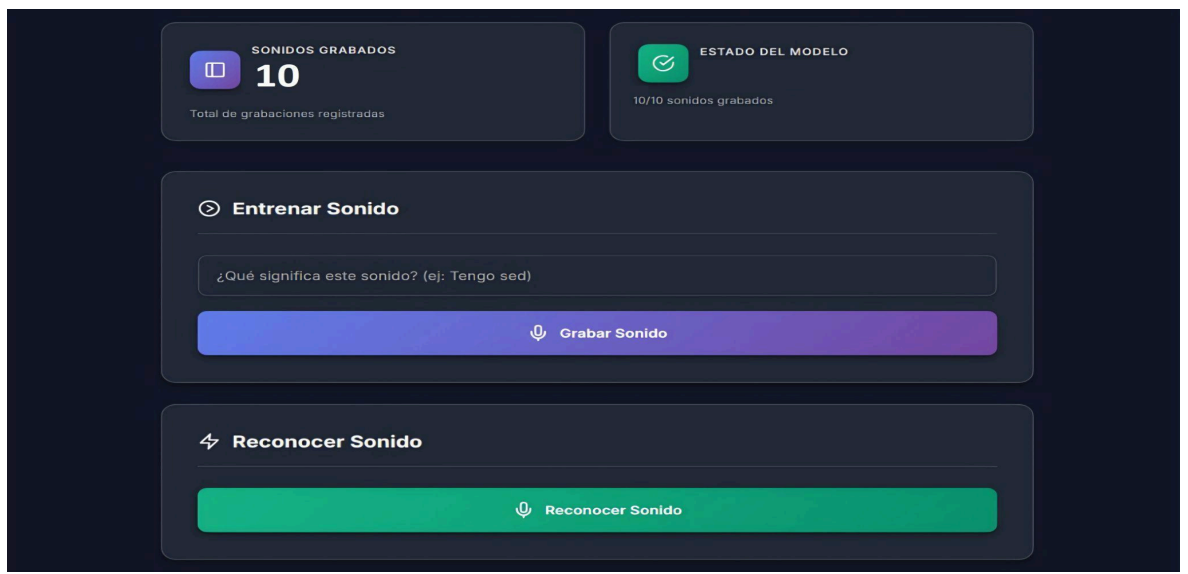 SONIDOS GRABADOS
10
Total de grabaciones registradas
ESTADO DEL MODELO
10/10 sonidos grabados
Entrenar Sonido
¿Qué significa este sonido? (ej: Tengo sed)
Grabar Sonido
Reconocer Sonido
Reconocer Sonido